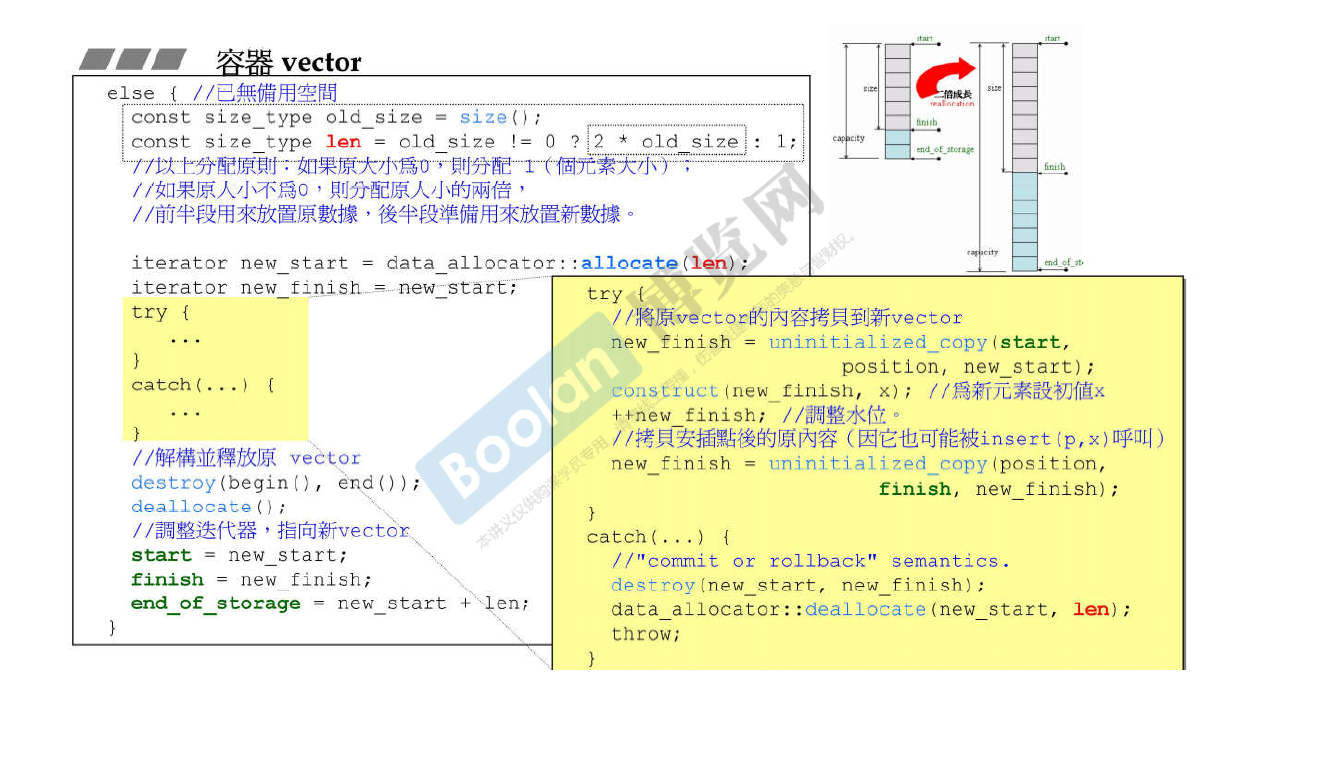 容器 vector
else { //已無備用空間
const size_type old_size = size();
const size_type len = old_size != 0 ? 2 * old_size : 1;
//以上分配原則：如果原大小爲0，則分配 1（個元素大小）；
//如果原大小不爲0，則分配原大小的兩倍，
//前半段用來放置原數據，後半段準備用來放置新數據。
iterator new_start = data_allocator::allocate(len);
iterator new_finish = new_start;
try {
...
}
catch(...) {
...
}
//解構並釋放原 vector
destroy(begin(), end());
deallocate();
//調整迭代器，指向新vector
start = new_start;
finish = new_finish;
end_of_storage = new_start + len;
}
try {
//將原vector的內容拷貝到新vector
new_finish = uninitialized_copy(start,
position, new_start);
construct(new_finish, x); //爲新元素設初值x
++new_finish; //調整水位。
//拷貝安插點後的原內容（因它也可能被insert(p,x)呼叫）
new_finish = uninitialized_copy(position,
finish, new_finish);
}
catch(...) {
//"commit or rollback" semantics.
destroy(new_start, new_finish);
data_allocator::deallocate(new_start, len);
throw;
}
start
size
finish
capacity
end_of_storage
二倍成長
reallocation
start
size
finish
capacity
end_of_st
Boolan 博览网